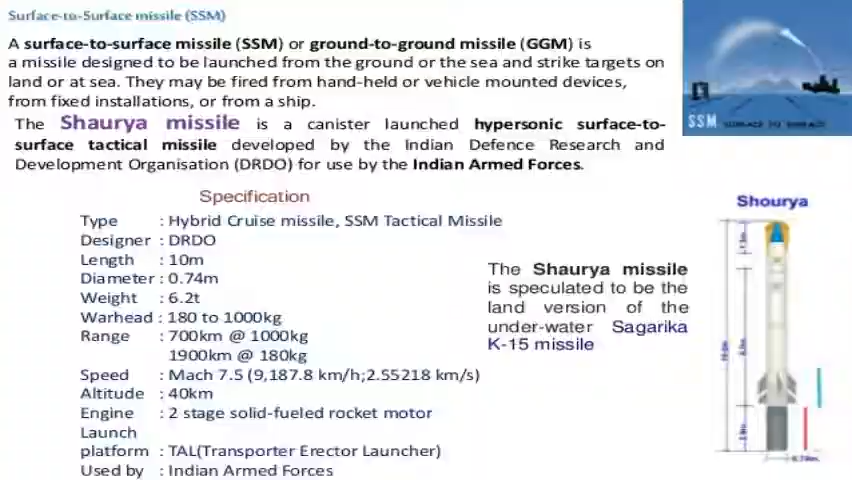 Surface-to-Surface missile (SSM)
A surface-to-surface missile (SSM) or ground-to-ground missile (GGM) is
a missile designed to be launched from the ground or the sea and strike targets on
land or at sea. They may be fired from hand-held or vehicle mounted devices,
from fixed installations, or from a ship.
SSM SURFACE TO SURFACE
The Shaurya missile is a canister launched hypersonic surface-to-
surface tactical missile developed by the Indian Defence Research and
Development Organisation (DRDO) for use by the Indian Armed Forces.
Specification
Type : Hybrid Cruise missile, SSM Tactical Missile
Designer : DRDO
Length : 10m
Diameter : 0.74m
Weight : 6.2t
Warhead : 180 to 1000kg
Range : 700km @ 1000kg
1900km @ 180kg
Speed : Mach 7.5 (9,187.8 km/h;2.55218 km/s)
Altitude : 40km
Engine : 2 stage solid-fueled rocket motor
Launch
platform : TAL(Transporter Erector Launcher)
Used by : Indian Armed Forces
The Shaurya missile
is speculated to be the
land version of the
under-water Sagarika
K-15 missile
Shourya
0.74m.